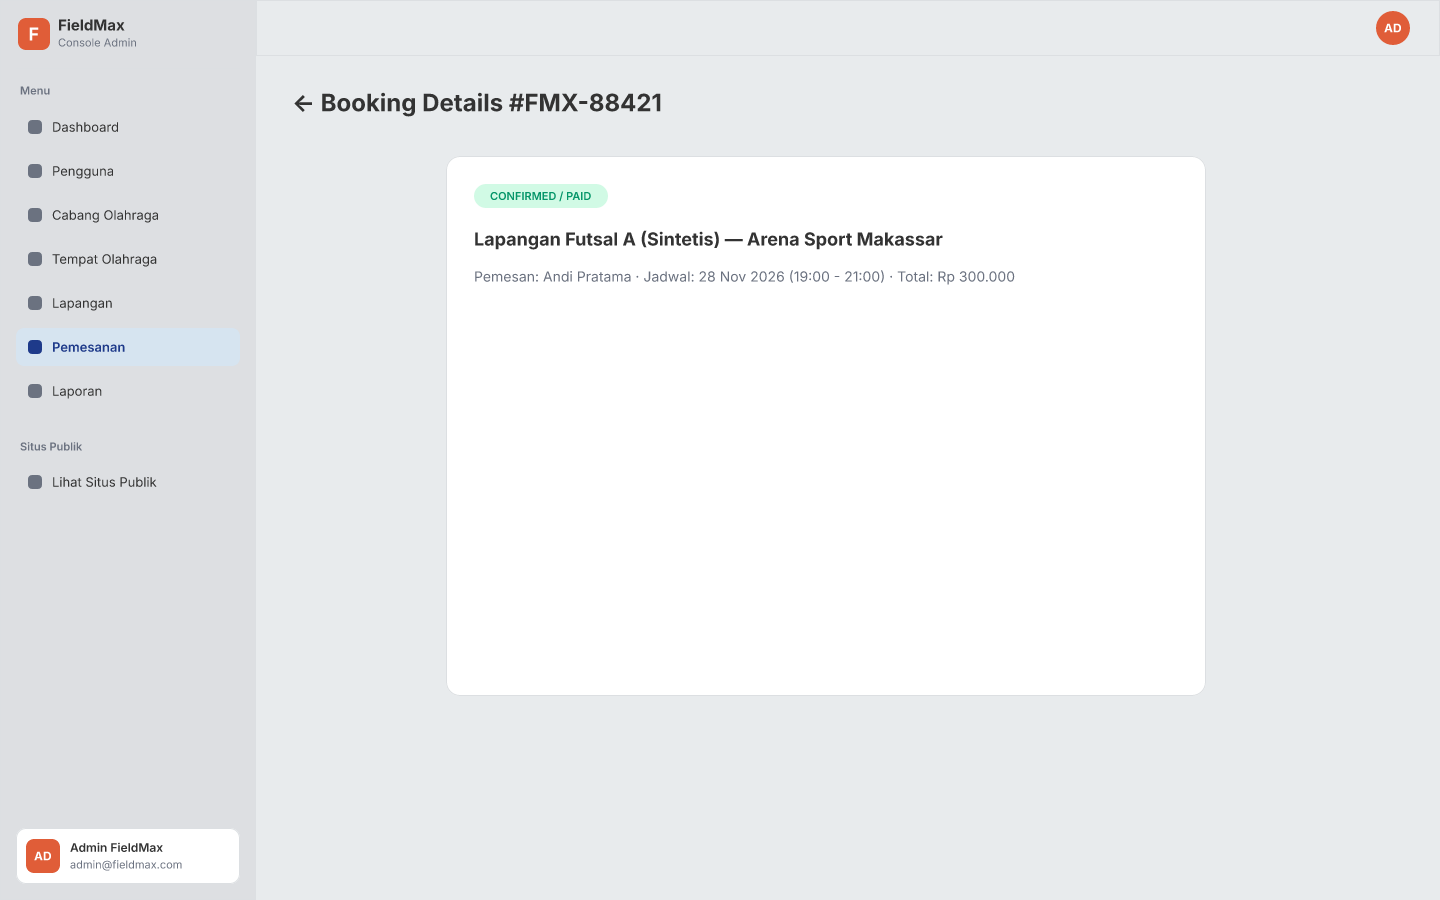 F
FieldMax
Console Admin
AD
Menu
Dashboard
Pengguna
Cabang Olahraga
Tempat Olahraga
Lapangan
Pemesanan
Laporan
Situs Publik
Lihat Situs Publik
← Booking Details #FMX-88421
CONFIRMED / PAID
Lapangan Futsal A (Sintetis) — Arena Sport Makassar
Pemesan: Andi Pratama · Jadwal: 28 Nov 2026 (19:00 - 21:00) · Total: Rp 300.000
AD
Admin FieldMax
admin@fieldmax.com